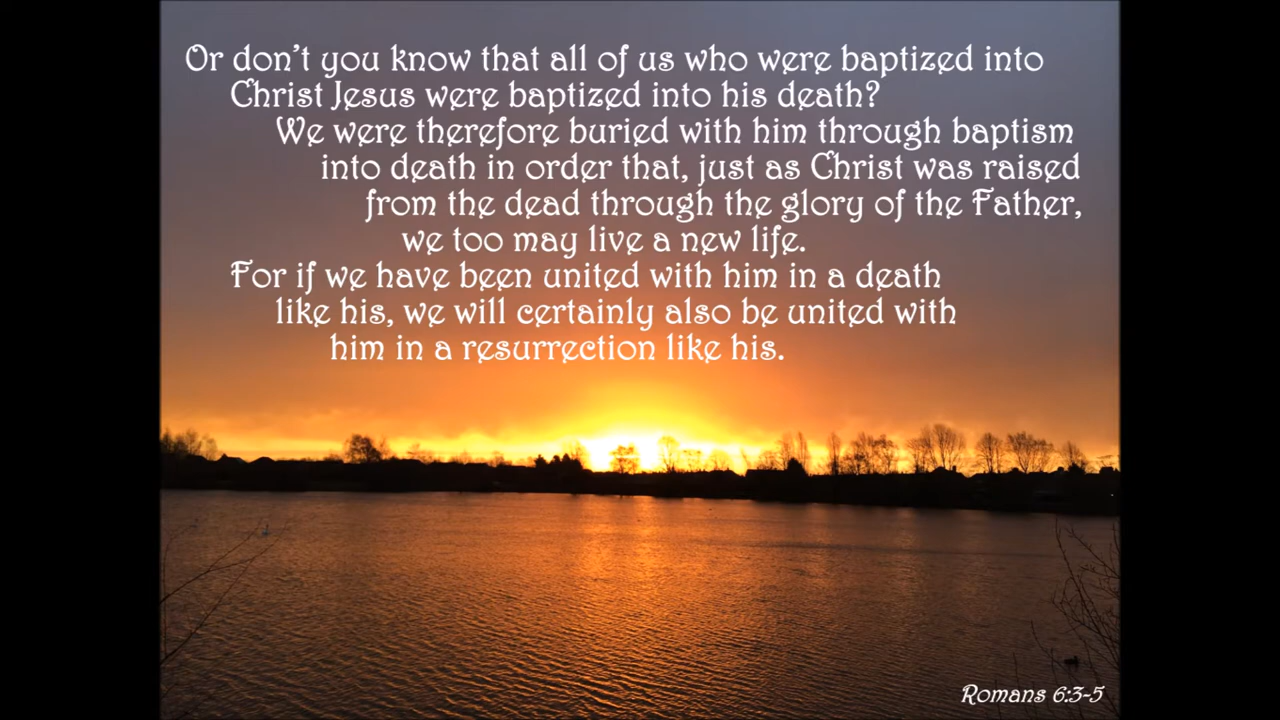 Or don't you know that all of us who were baptized into
Christ Jesus were baptized into his death?
We were therefore buried with him through baptism
into death in order that, just as Christ was raised
from the dead through the glory of the Father,
we too may live a new life.
For if we have been united with him in a death
like his, we will certainly also be united with
him in a resurrection like his.
Romans 6:3-5